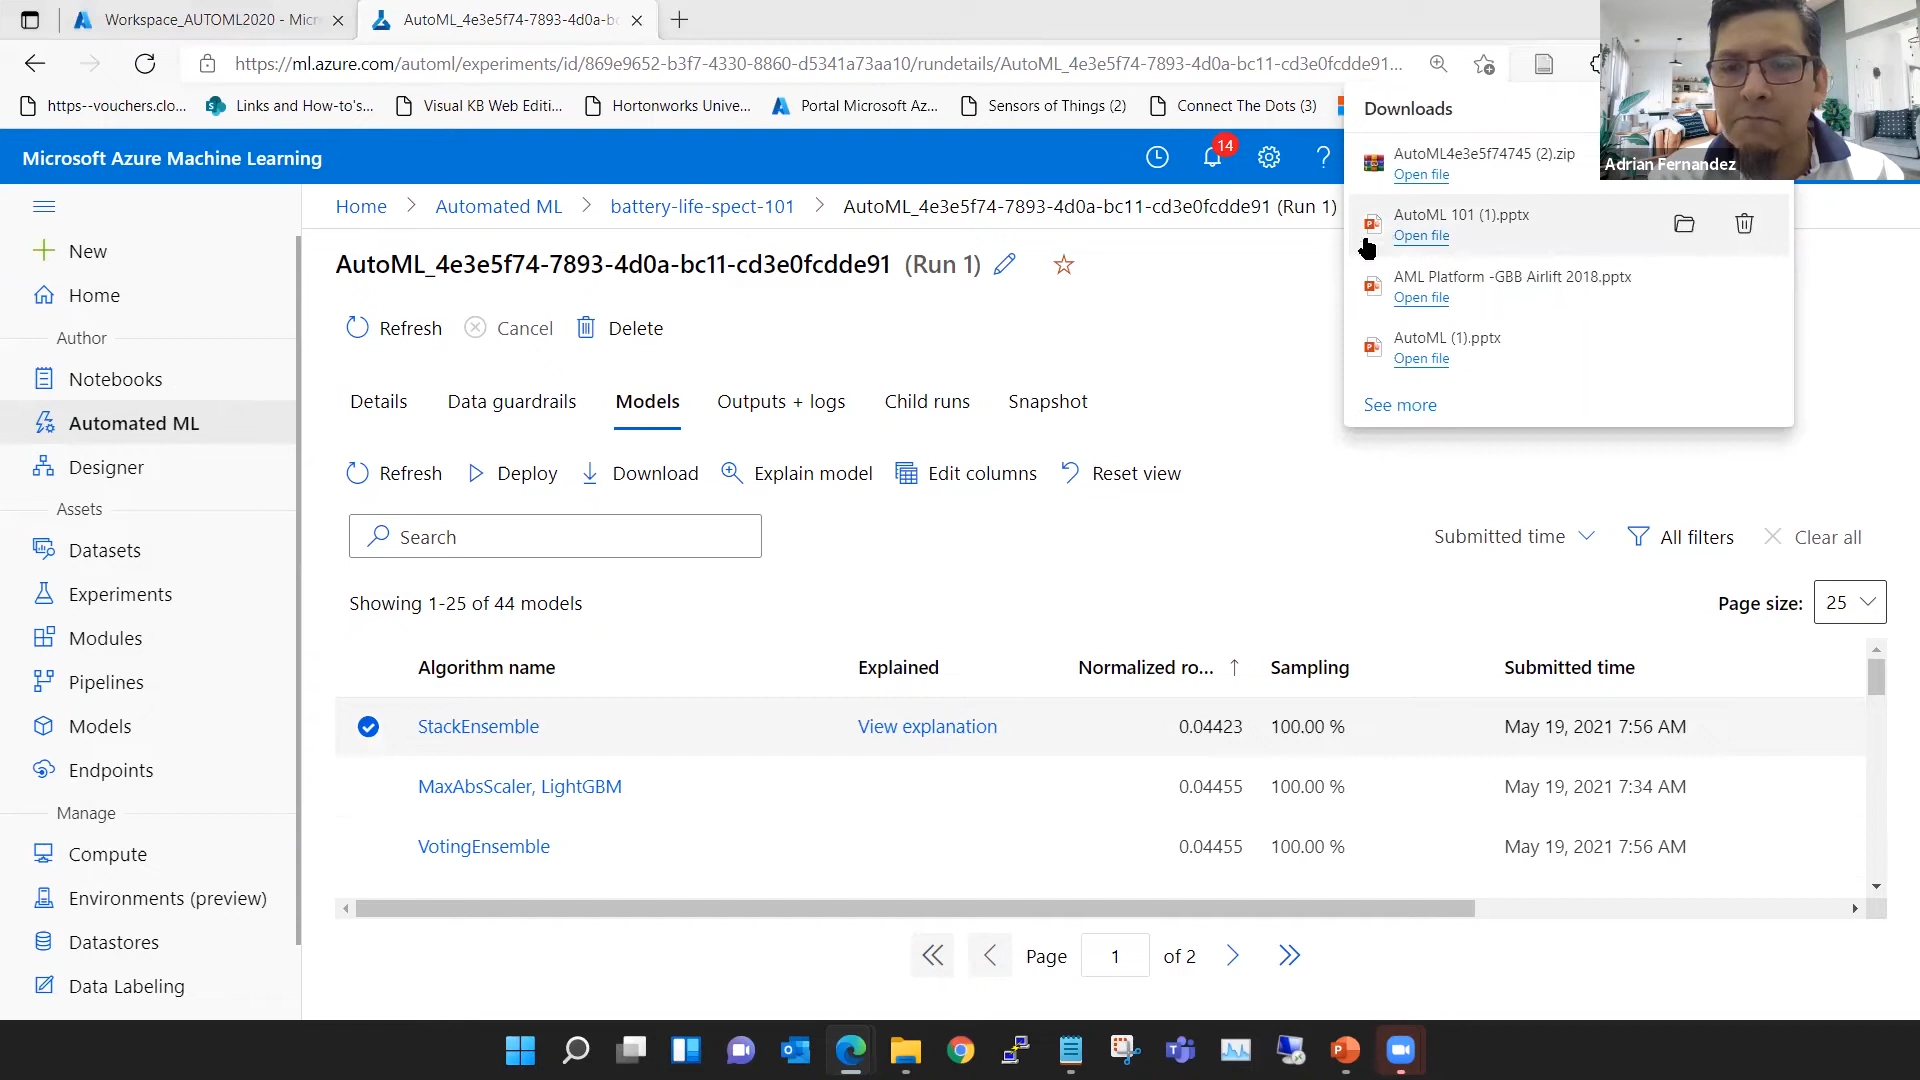 Workspace_AUTOML2020 - Micr
AutoML_4e3e5f74-7893-4d0a-b
https://ml.azure.com/automl/experiments/id/869e9652-b3f7-4330-8860-d5341a73aa10/rundetails/AutoML_4e3e5f74-7893-4d0a-bc11-cd3e0fcdde91...
https--vouchers.clo...
Links and How-to's...
Visual KB Web Editi...
Hortonworks Unive...
Portal Microsoft Az...
Sensors of Things (2)
Connect The Dots (3)
Downloads
AutoML4e3e5f74745 (2).zip
Open file
AutoML 101 (1).pptx
Open file
AML Platform -GBB Airlift 2018.pptx
Open file
AutoML (1).pptx
Open file
See more
Adrian Fernandez
Microsoft Azure Machine Learning
14
New
Home
Author
Notebooks
Automated ML
Designer
Assets
Datasets
Experiments
Modules
Pipelines
Models
Endpoints
Manage
Compute
Environments (preview)
Datastores
Data Labeling
Home > Automated ML > battery-life-spect-101 > AutoML_4e3e5f74-7893-4d0a-bc11-cd3e0fcdde91 (Run 1)
AutoML_4e3e5f74-7893-4d0a-bc11-cd3e0fcdde91 (Run 1)
Refresh Cancel Delete
Details Data guardrails Models Outputs + logs Child runs Snapshot
Refresh Deploy Download Explain model Edit columns Reset view
Search
Submitted time All filters Clear all
Showing 1-25 of 44 models
Page size: 25
Algorithm name Explained Normalized ro... ↑ Sampling Submitted time
StackEnsemble View explanation 0.04423 100.00 % May 19, 2021 7:56 AM
MaxAbsScaler, LightGBM 0.04455 100.00 % May 19, 2021 7:34 AM
VotingEnsemble 0.04455 100.00 % May 19, 2021 7:56 AM
Page 1 of 2